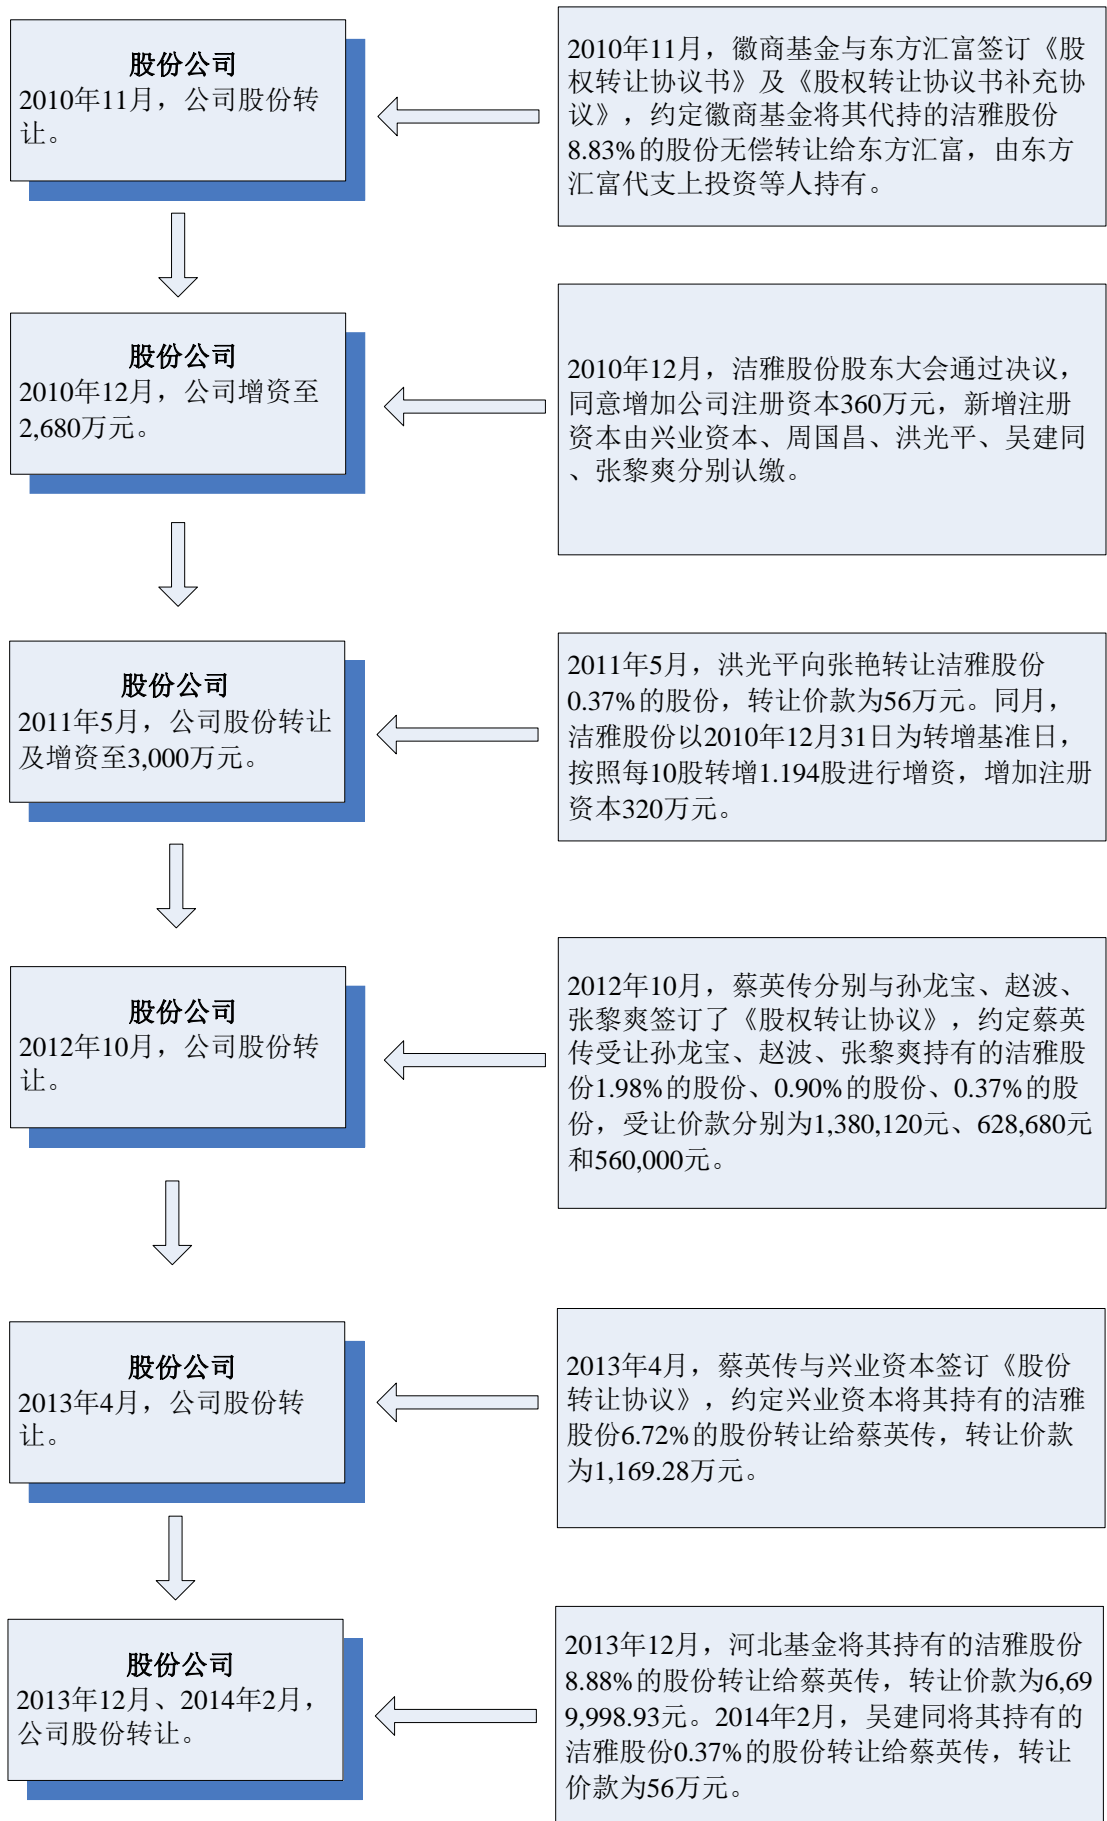 股份公司
2010年11月，公司股份转
让。
2010年11月，徽商基金与东方汇富签订《股
权转让协议书》及《股权转让协议书补充协
议》，约定徽商基金将其代持的洁雅股份
8.83%的股份无偿转让给东方汇富，由东方
汇富代支上投资等人持有。
股份公司
2010年12月，公司增资至
2,680万元。
2010年12月，洁雅股份股东大会通过决议，
同意增加公司注册资本360万元，新增注册
资本由兴业资本、周国昌、洪光平、吴建同
、张黎爽分别认缴。
股份公司
2011年5月，公司股份转让
及增资至3,000万元。
2011年5月，洪光平向张艳转让洁雅股份
0.37%的股份，转让价款为56万元。同月，
洁雅股份以2010年12月31日为转增基准日，
按照每10股转增1.194股进行增资，增加注册
资本320万元。
股份公司
2012年10月，公司股份转
让。
2012年10月，蔡英传分别与孙龙宝、赵波、
张黎爽签订了《股权转让协议》，约定蔡英
传受让孙龙宝、赵波、张黎爽持有的洁雅股
份1.98%的股份、0.90%的股份、0.37%的股
份，受让价款分别为1,380,120元、628,680元
和560,000元。
股份公司
2013年4月，公司股份转
让。
2013年4月，蔡英传与兴业资本签订《股份
转让协议》，约定兴业资本将其持有的洁雅
股份6.72%的股份转让给蔡英传，转让价款
为1,169.28万元。
股份公司
2013年12月、2014年2月，
公司股份转让。
2013年12月，河北基金将其持有的洁雅股份
8.88%的股份转让给蔡英传，转让价款为6,69
9,998.93元。2014年2月，吴建同将其持有的
洁雅股份0.37%的股份转让给蔡英传，转让
价款为56万元。